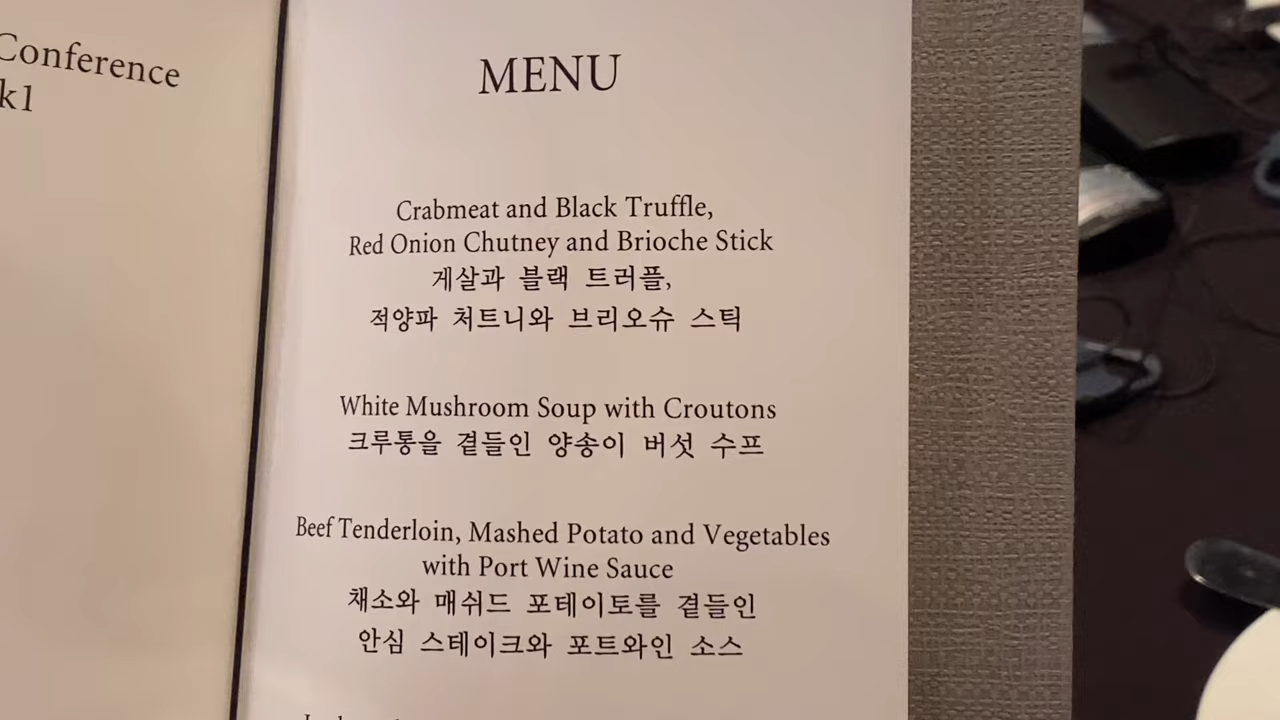 Conference
k1
MENU
Crabmeat and Black Truffle,
Red Onion Chutney and Brioche Stick
게살과 블랙 트러플,
적양파 처트니와 브리오슈 스틱
White Mushroom Soup with Croutons
크루통을 곁들인 양송이 버섯 수프
Beef Tenderloin, Mashed Potato and Vegetables
with Port Wine Sauce
채소와 매쉬드 포테이토를 곁들인
안심 스테이크와 포트와인 소스